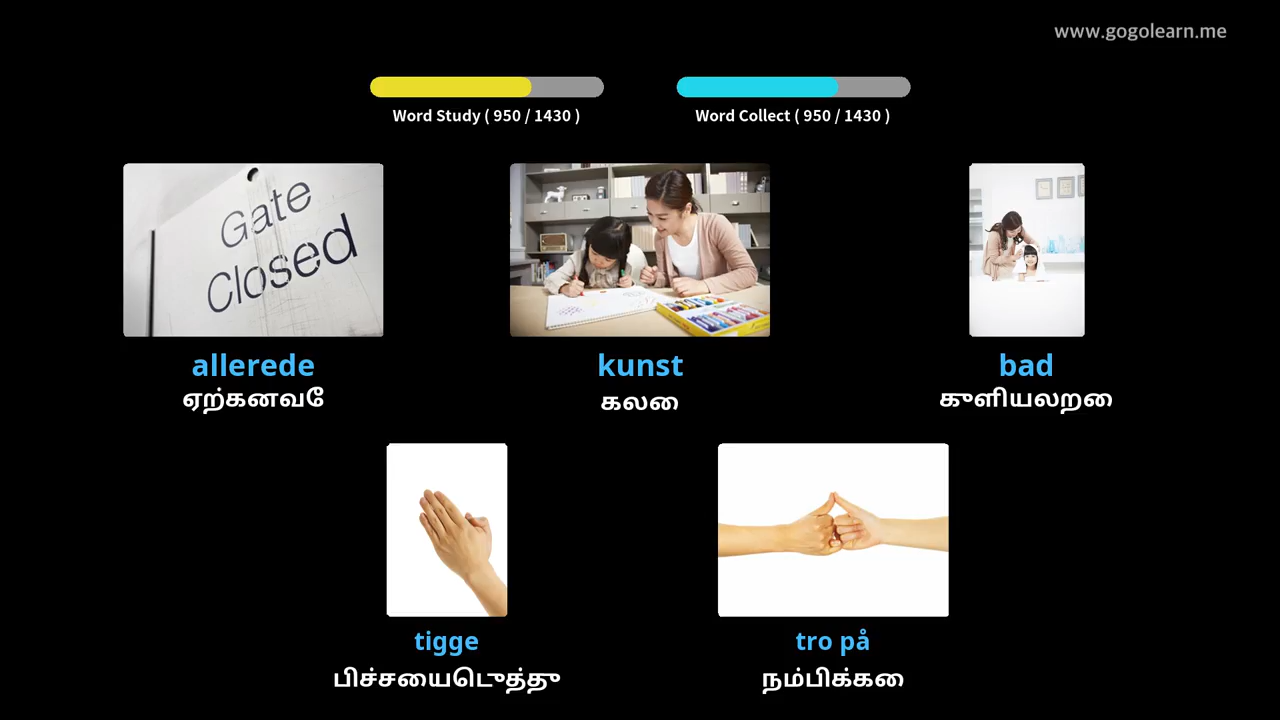 www.gogolearn.me
Word Study ( 950 / 1430 )
Word Collect ( 950 / 1430 )
Gate
Closed
allerede
ஏற்கனவே
kunst
கலை
bad
குளியலறை
tigge
பிச்சையெடுத்து
tro på
நம்பிக்கை